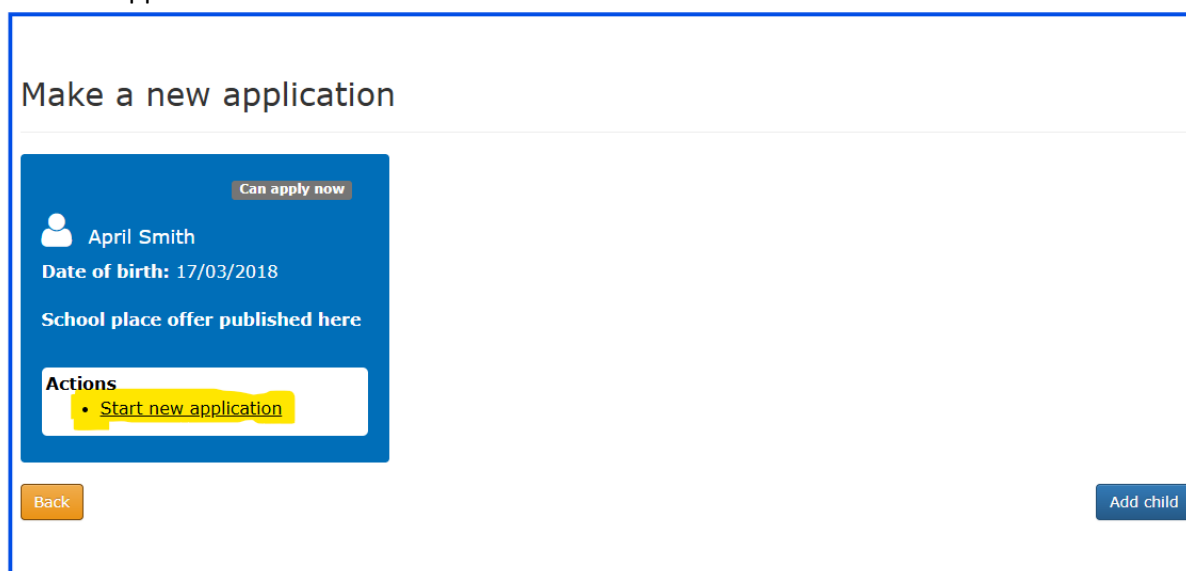 Make a new application
Can apply now
April Smith
Date of birth: 17/03/2018
School place offer published here
Actions
• Start new application
Back
Add child